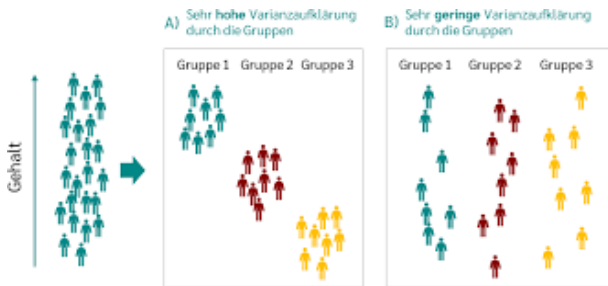 A) Sehr hohe Varianzaufklärung
durch die Gruppen
Gruppe 1 Gruppe 2 Gruppe 3
B) Sehr geringe Varianzaufklärung
durch die Gruppen
Gruppe 1 Gruppe 2 Gruppe 3
Gehalt